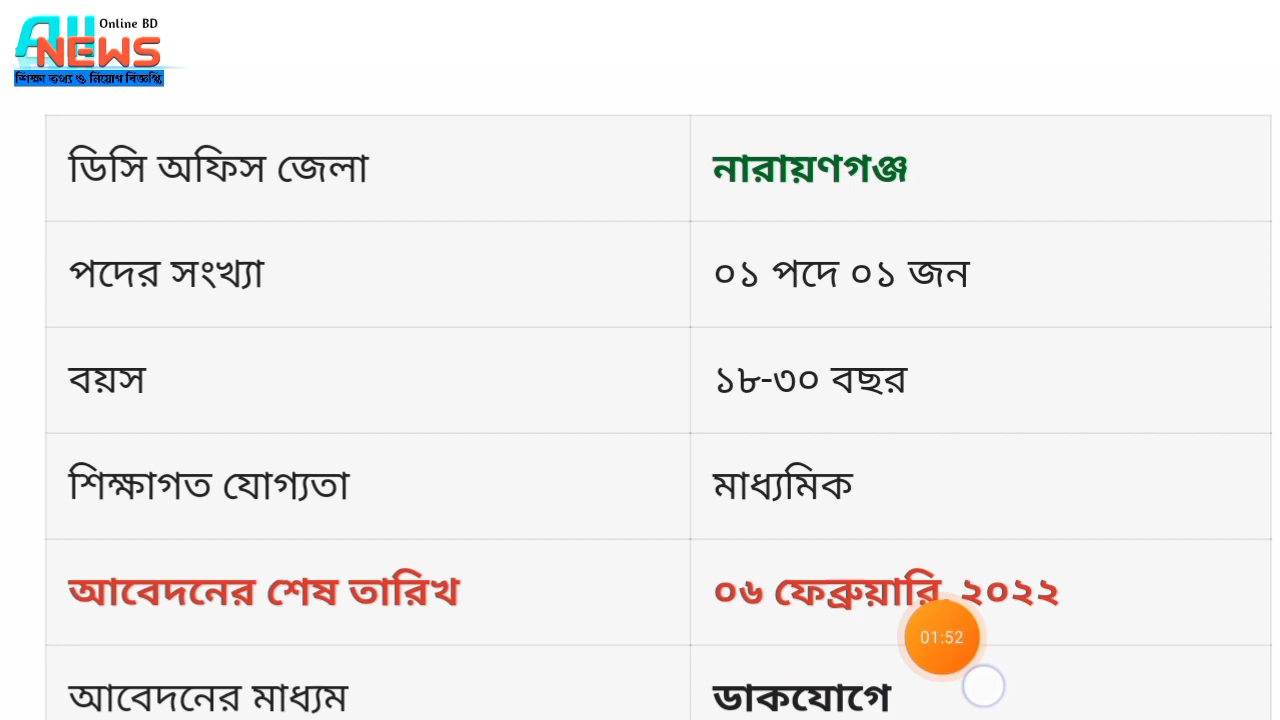 All Online BD
NEWS
শিক্ষা তথ্য ও নিয়োগ বিজ্ঞপ্তি
ডিসি অফিস জেলা নারায়ণগঞ্জ
পদের সংখ্যা ০১ পদে ০১ জন
বয়স ১৮-৩০ বছর
শিক্ষাগত যোগ্যতা মাধ্যমিক
আবেদনের শেষ তারিখ ০৬ ফেব্রুয়ারি ২০২২
01:52
আবেদনের মাধ্যম ডাকযোগে